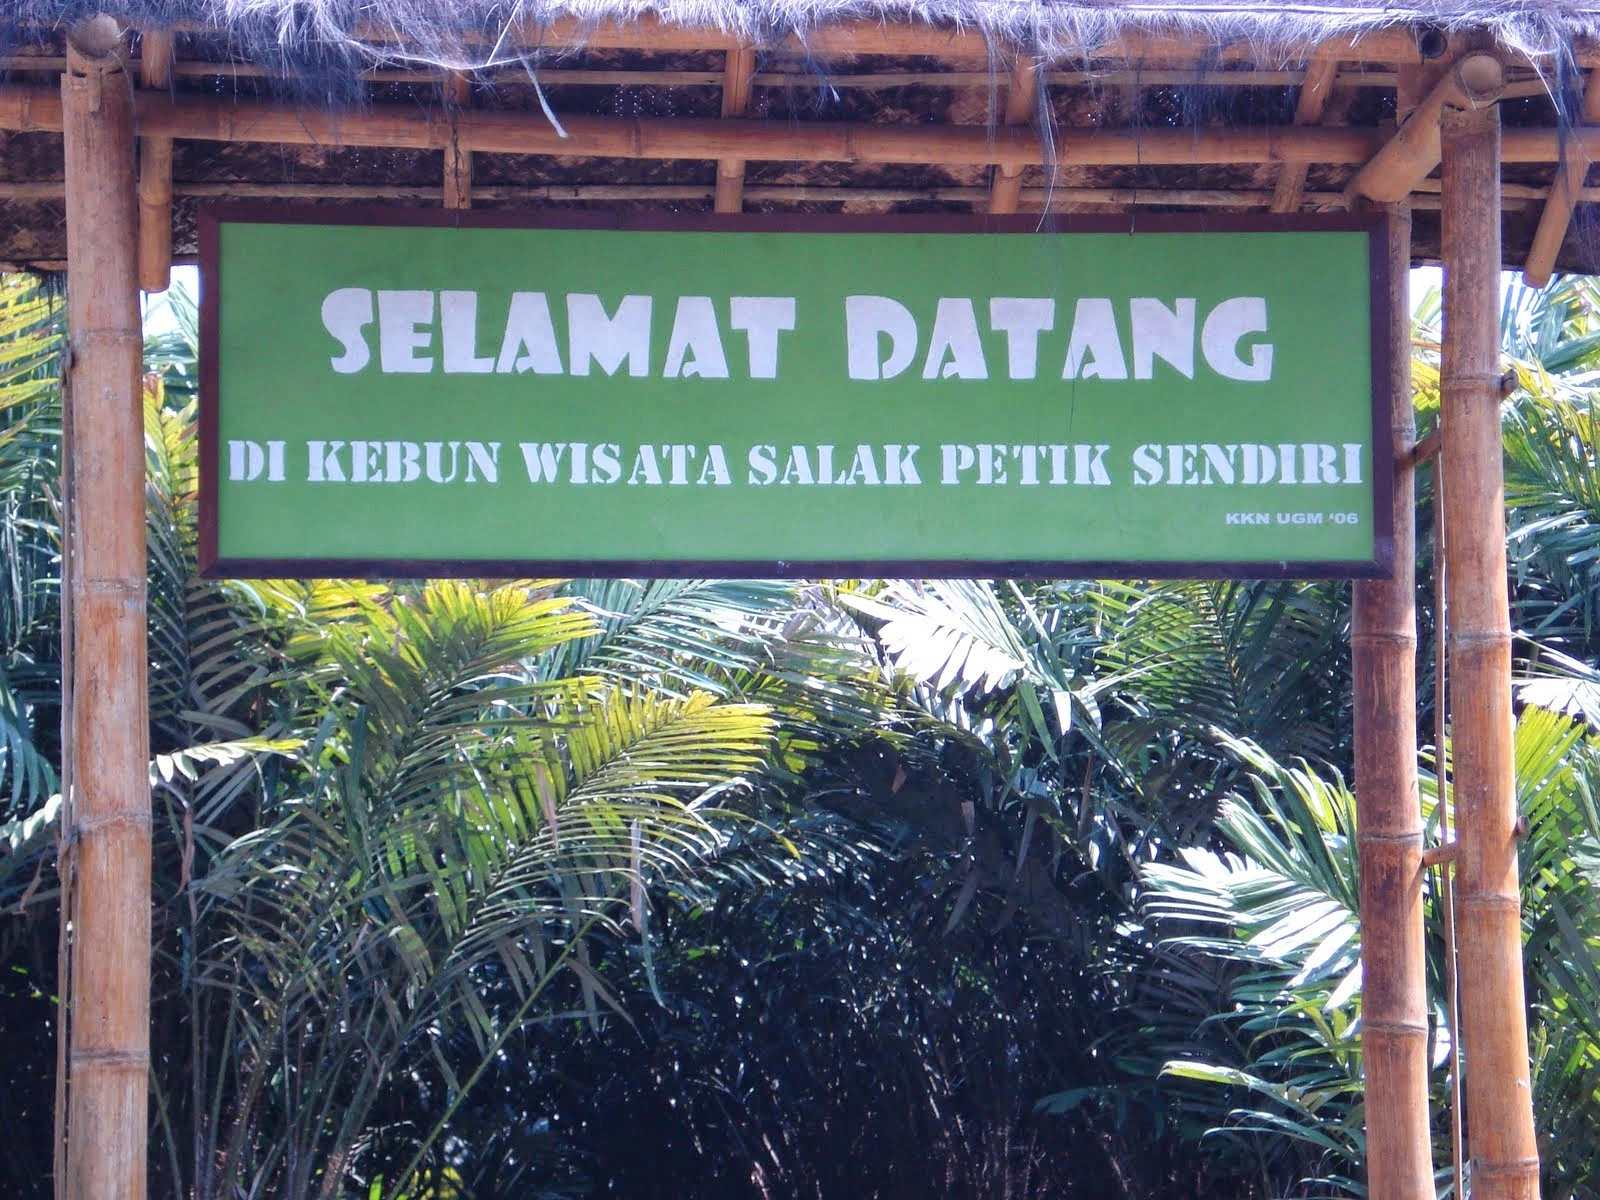 SELAMAT DATANG
DI KEBUN WISATA SALAK PETIK SENDIRI
KKN UGM '06